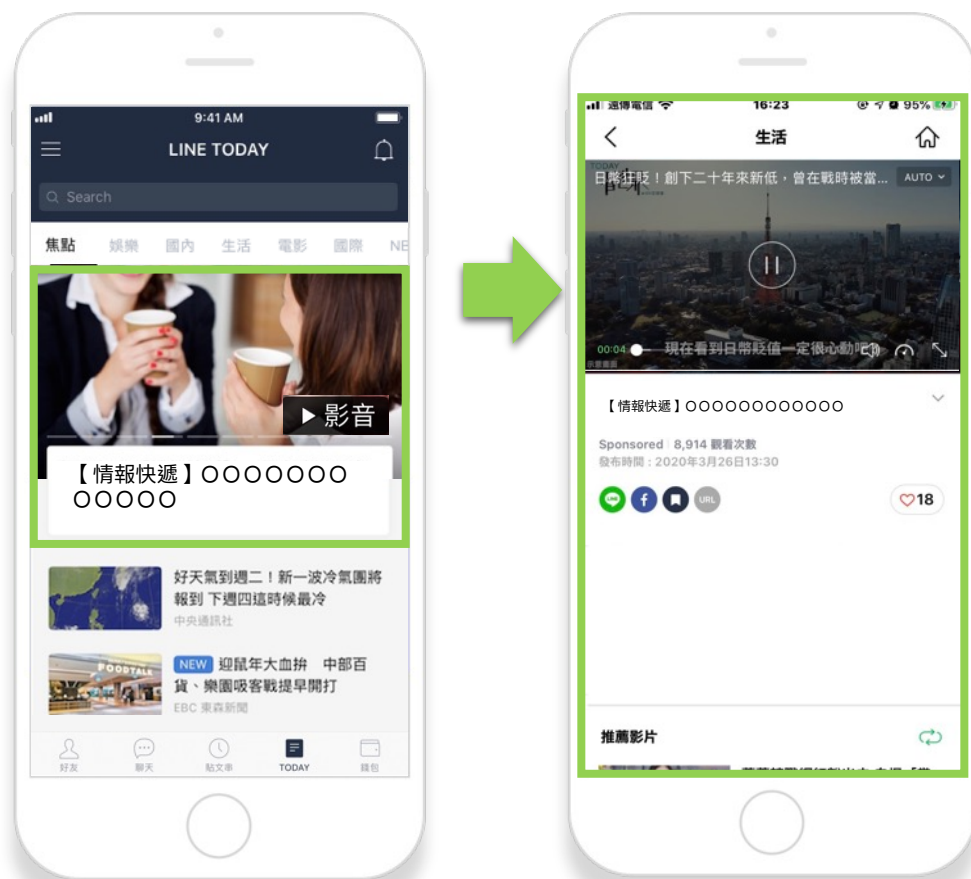 9:41 AM
LINE TODAY
Search
焦點 娛樂 國內 生活 電影 國際 NE
▶影音
【情報快遞】OOOOOOO
OOOOO
好天氣到週二！新一波冷氣團將
報到 下週四這時候最冷
中央通訊社
FOODTALE
NEW 迎鼠年大血拚 中部百
貨、樂園吸客戰提早開打
EBC 東森新聞
好友 聊天 貼文串 TODAY 錢包
遠傳電信 16:23 95%
生活
TODAY
日幣狂貶！創下二十年來新低，曾在戰時被當... AUTO
00:04 現在看到日幣貶值一定很心動吧
示意畫面
【情報快遞】OOOOOOOOOOOO
Sponsored 8,914 觀看次數
發布時間：2020年3月26日13:30
LINE f URL 18
推薦影片